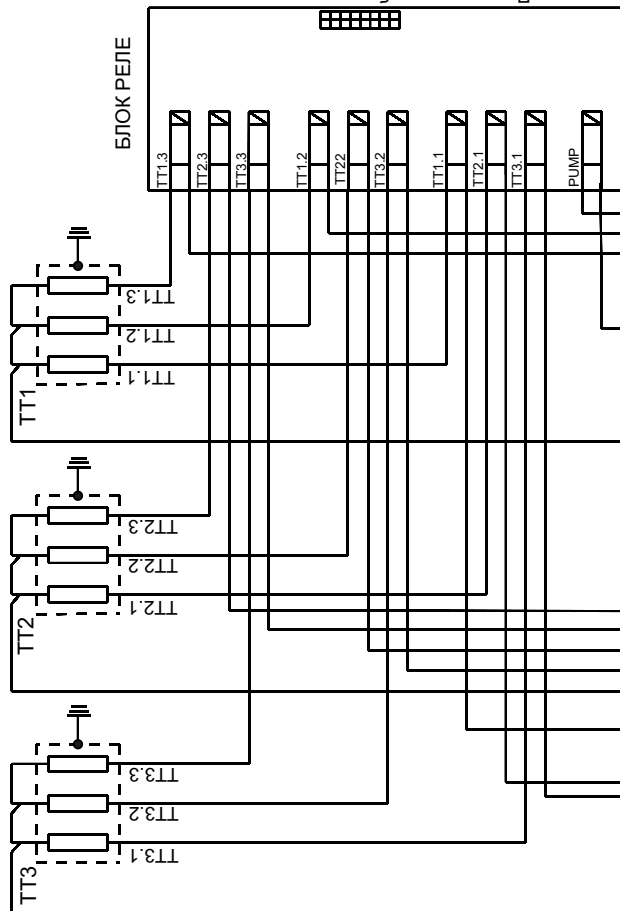 БЛОК РЕЛЕ
TT1.3
TT2.3
TT3.3
TT1.2
TT22
TT3.2
TT1.1
TT2.1
TT3.1
PUMP
TT1.3
TT1.2
TT1.1
TT1
TT2.3
TT2.2
TT2.1
TT2
TT3.3
TT3.2
TT3.1
TT3